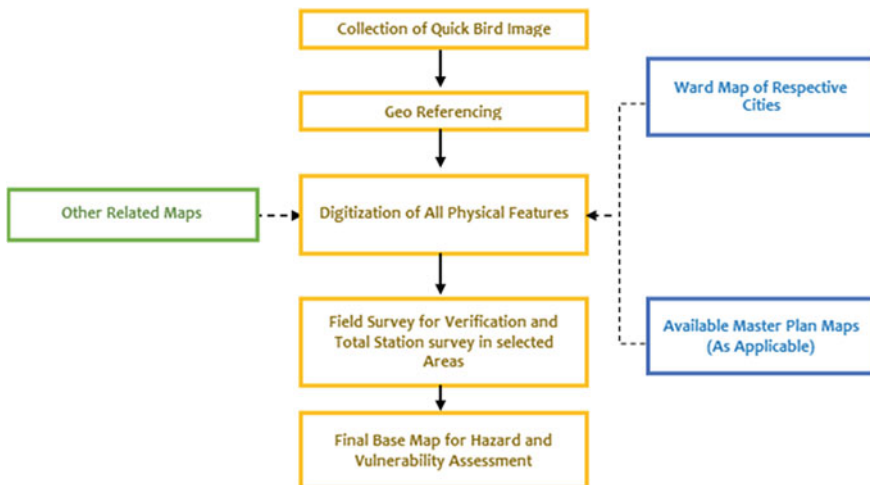 Collection of Quick Bird Image
Geo Referencing
Ward Map of Respective
Cities
Other Related Maps
Digitization of All Physical Features
Field Survey for Verification and
Total Station survey in selected
Areas
Available Master Plan Maps
(As Applicable)
Final Base Map for Hazard and
Vulnerability Assessment